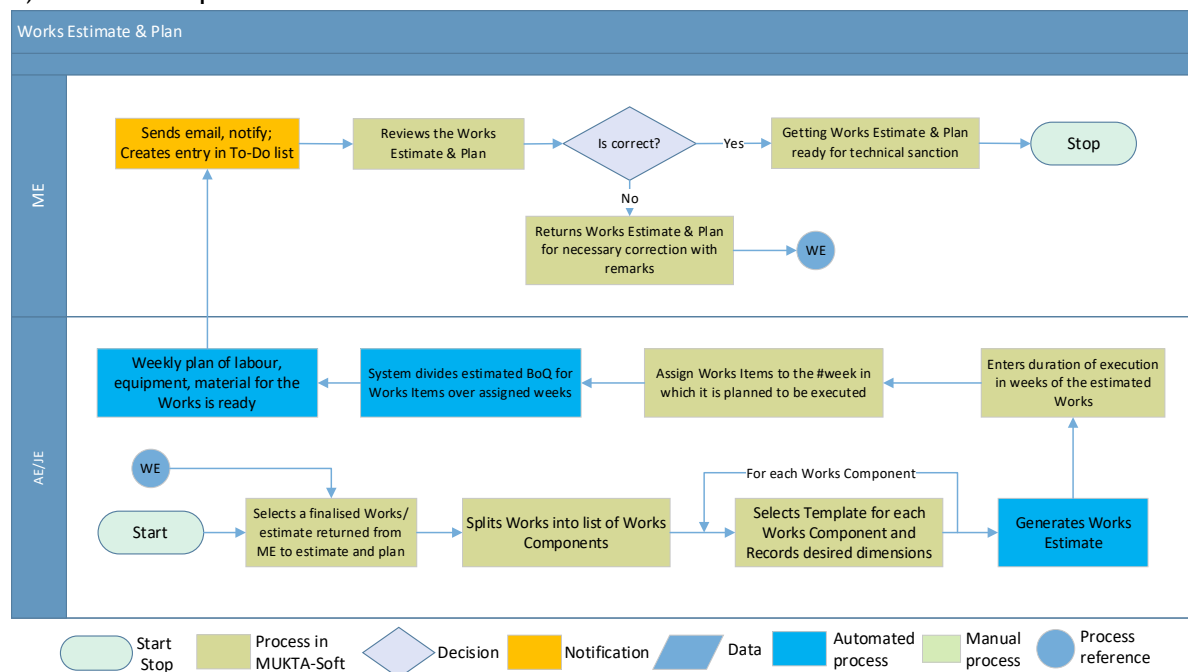 Works Estimate & Plan
ME
Sends email, notify;
Creates entry in To-Do list
Reviews the Works
Estimate & Plan
Is correct?
Yes
Getting Works Estimate & Plan
ready for technical sanction
Stop
No
Returns Works Estimate & Plan
for necessary correction with
remarks
WE
AE/JE
Weekly plan of labour,
equipment, material for the
Works is ready
System divides estimated BoQ for
Works Items over assigned weeks
Assign Works Items to the #week in
which it is planned to be executed
Enters duration of execution
in weeks of the estimated
Works
WE
For each Works Component
Start
Selects a finalised Works/
estimate returned from
ME to estimate and plan
Splits Works into list of Works
Components
Selects Template for each
Works Component and
Records desired dimensions
Generates Works
Estimate
Start
Stop
Process in
MUKTA-Soft
Decision
Notification
Data
Automated
process
Manual
process
Process
reference